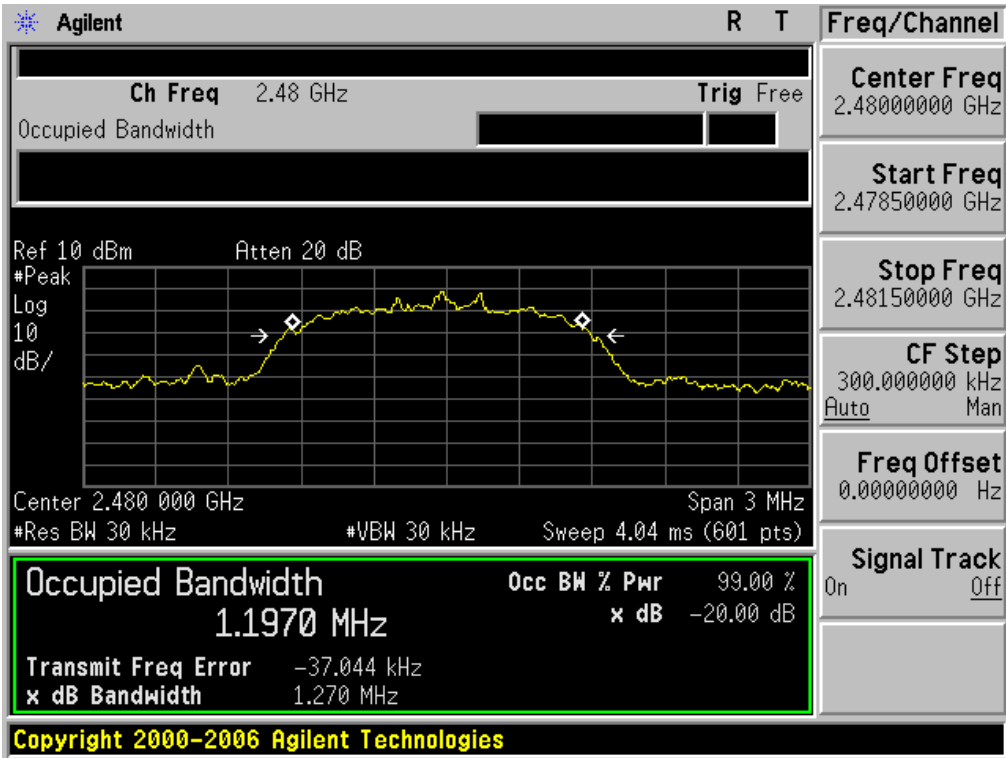 Agilent R T
Freq/Channel
Ch Freq 2.48 GHz Trig Free
Occupied Bandwidth
Center Freq
2.48000000 GHz
Start Freq
2.47850000 GHz
Stop Freq
2.48150000 GHz
CF Step
300.000000 kHz
Auto Man
Freq Offset
0.00000000 Hz
Signal Track
On Off
Ref 10 dBm Atten 20 dB
#Peak
Log
10
dB/
Center 2.480 000 GHz Span 3 MHz
#Res BW 30 kHz #VBW 30 kHz Sweep 4.04 ms (601 pts)
Occupied Bandwidth Occ BW % Pwr 99.00 %
1.1970 MHz x dB -20.00 dB
Transmit Freq Error -37.044 kHz
x dB Bandwidth 1.270 MHz
Copyright 2000-2006 Agilent Technologies